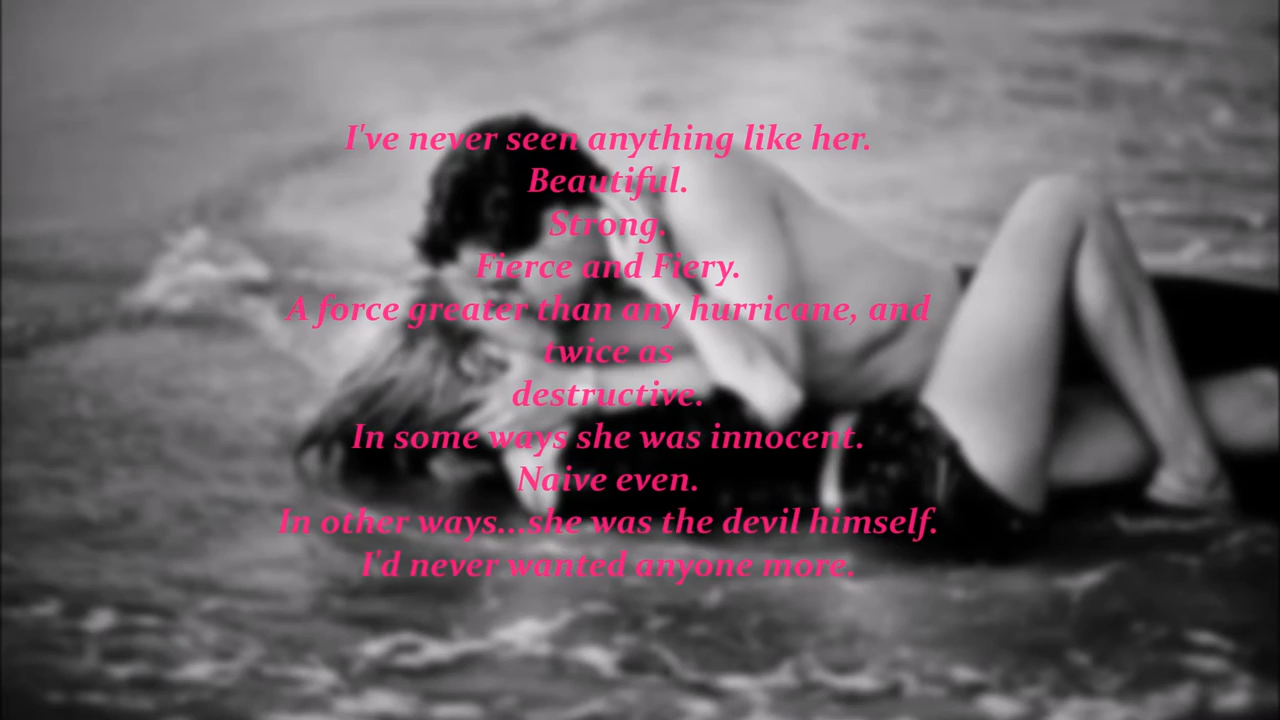 I've never seen anything like her.
Beautiful.
Strong.
Fierce and Fiery.
A force greater than any hurricane, and
twice as
destructive.
In some ways she was innocent.
Naive even.
In other ways...she was the devil himself.
I'd never wanted anyone more.